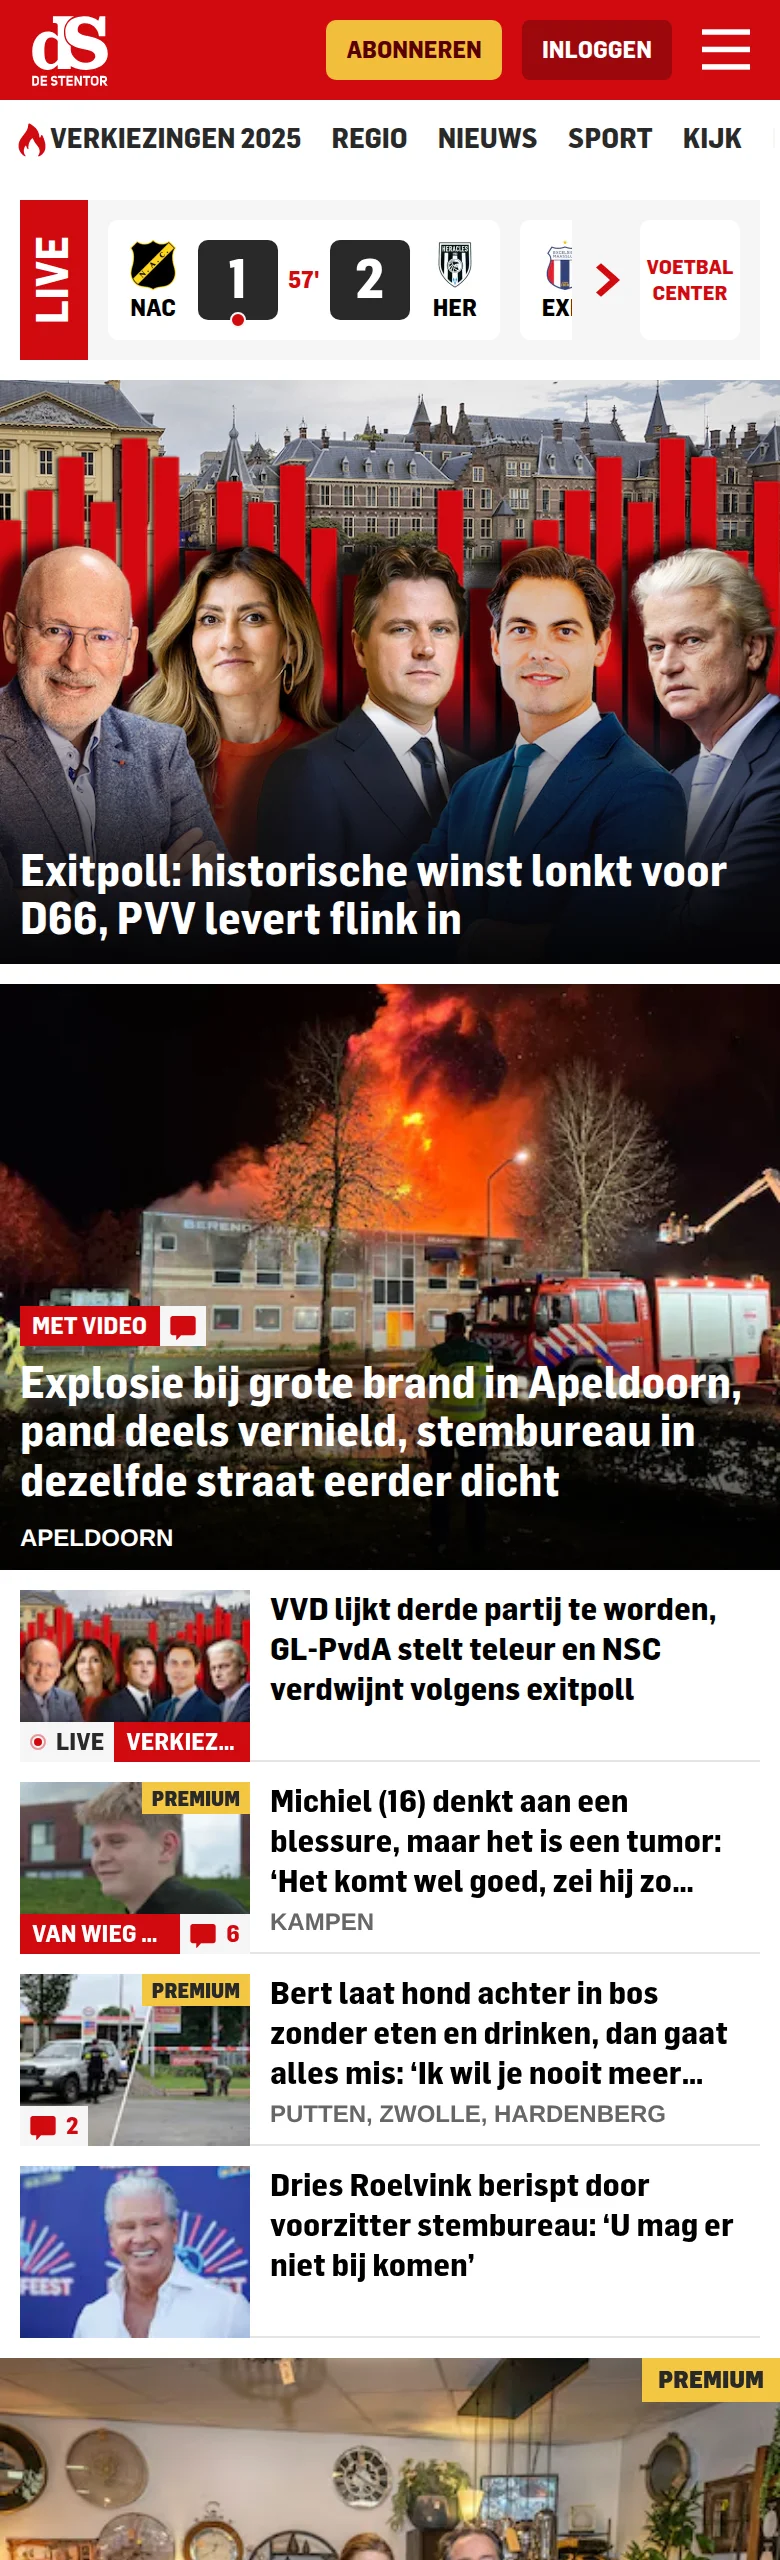 dS
DE STENTOR
ABONNEREN
INLOGGEN
VERKIEZINGEN 2025
REGIO
NIEUWS
SPORT
KIJK
LIVE
NAC
1
57'
2
HERACLES
HER
VOETBAL
CENTER
Exitpoll: historische winst lonkt voor
D66, PVV levert flink in
MET VIDEO
Explosie bij grote brand in Apeldoorn,
pand deels vernield, stembureau in
dezelfde straat eerder dicht
APELDOORN
VVD lijkt derde partij te worden,
GL-PvdA stelt teleur en NSC
verdwijnt volgens exitpoll
LIVE
VERKIEZ...
PREMIUM
Michiel (16) denkt aan een
blessure, maar het is een tumor:
‘Het komt wel goed, zei hij zo...
KAMPEN
VAN WIEG ...
6
PREMIUM
Bert laat hond achter in bos
zonder eten en drinken, dan gaat
alles mis: ‘Ik wil je nooit meer...
PUTTEN, ZWOLLE, HARDENBERG
2
Dries Roelvink berispt door
voorzitter stembureau: ‘U mag er
niet bij komen’
PREMIUM